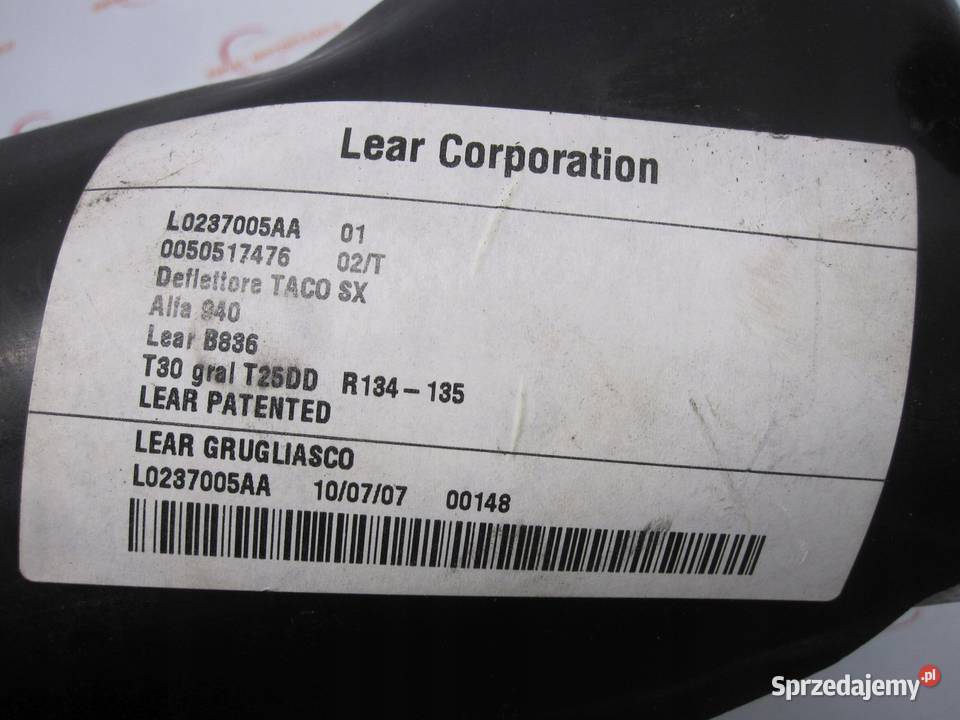 Lear Corporation
L0237005AA 01
0050517476 02/T
Deflettore TACO SX
Alfa 940
Lear B836
T30 gral T25DD R134-135
LEAR PATENTED
LEAR GRUGLIASCO
L0237005AA 10/07/07 00148
Sprzedajemy.pl